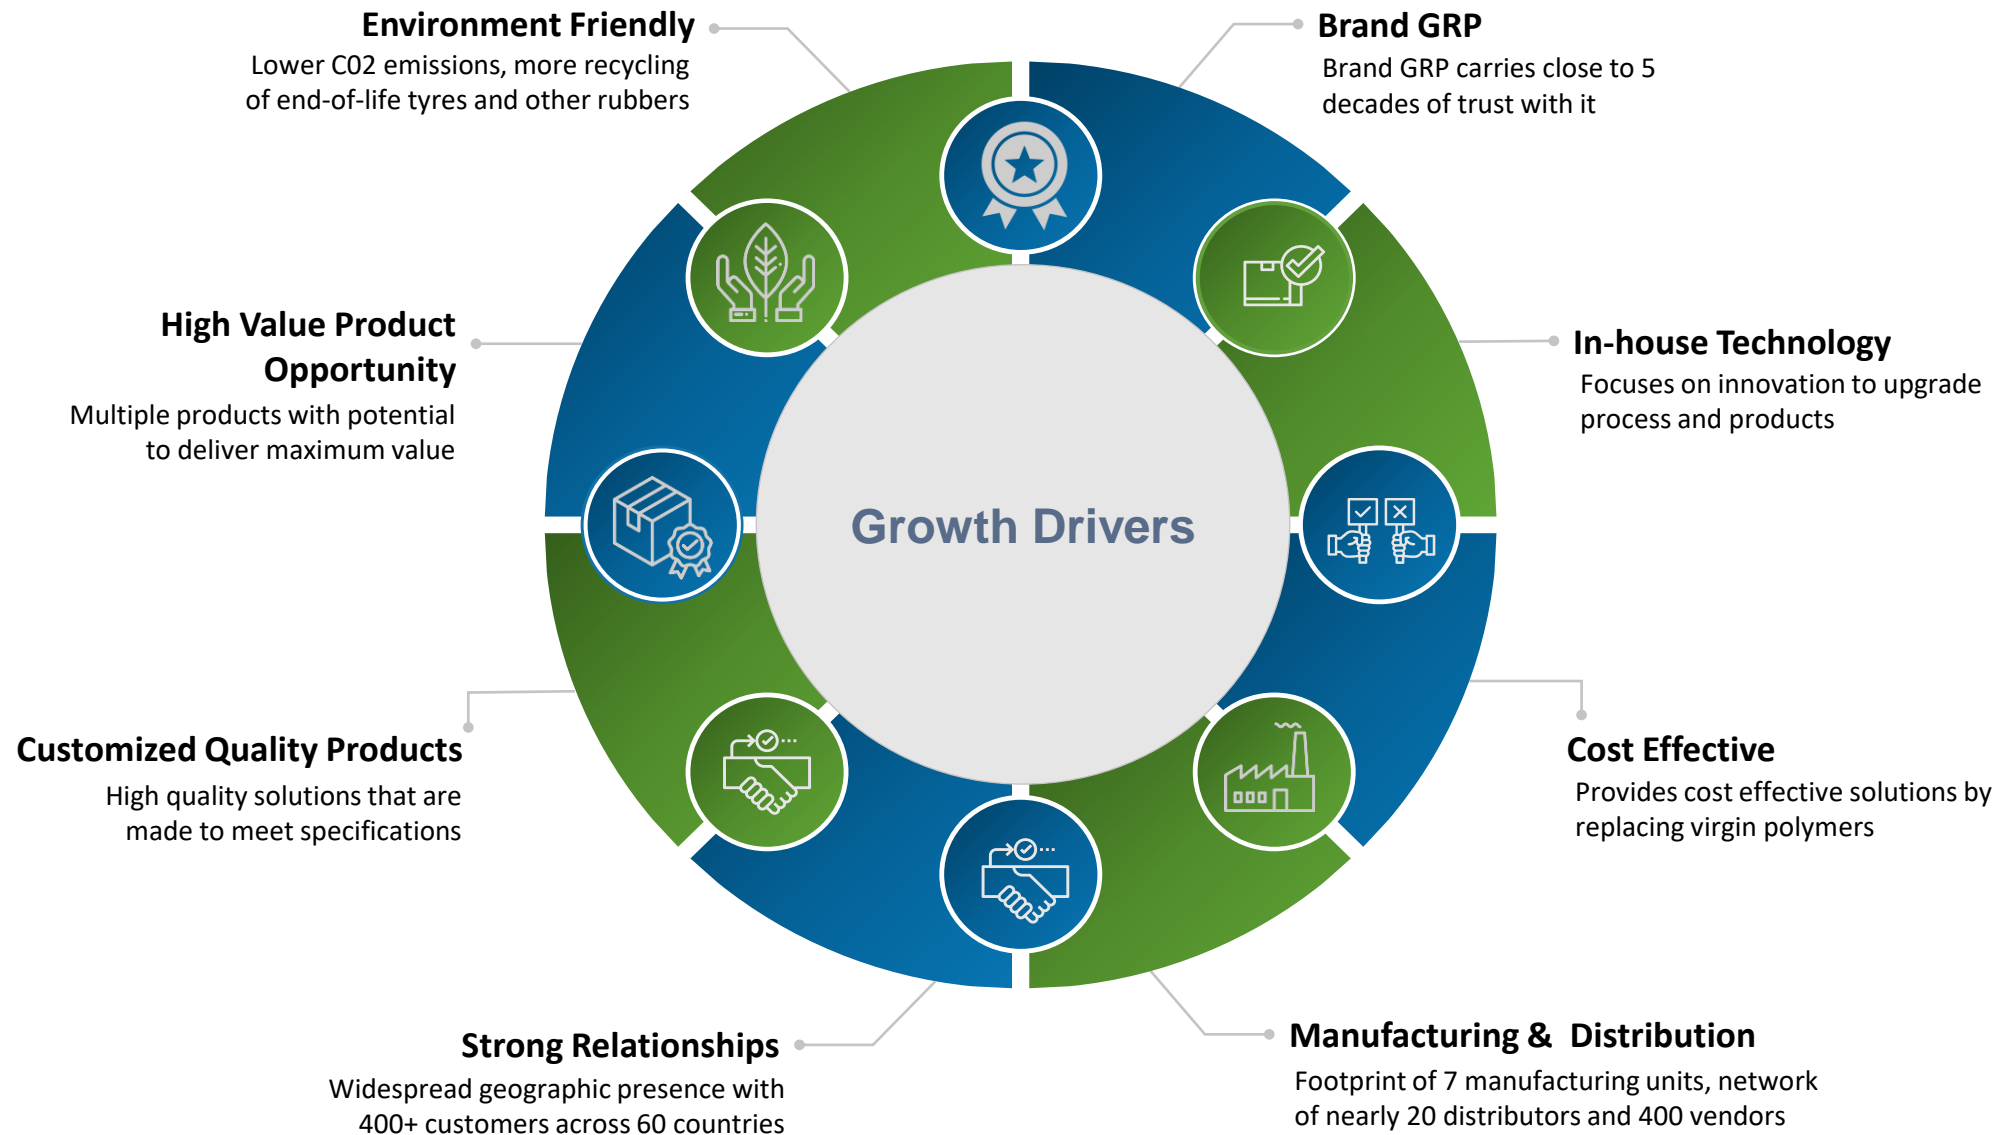 Environment Friendly
Lower C02 emissions, more recycling
of end-of-life tyres and other rubbers
Brand GRP
Brand GRP carries close to 5
decades of trust with it
High Value Product
Opportunity
Multiple products with potential
to deliver maximum value
In-house Technology
Focuses on innovation to upgrade
process and products
Growth Drivers
Customized Quality Products
High quality solutions that are
made to meet specifications
Cost Effective
Provides cost effective solutions by
replacing virgin polymers
Strong Relationships
Widespread geographic presence with
400+ customers across 60 countries
Manufacturing &  Distribution
Footprint of 7 manufacturing units, network
of nearly 20 distributors and 400 vendors